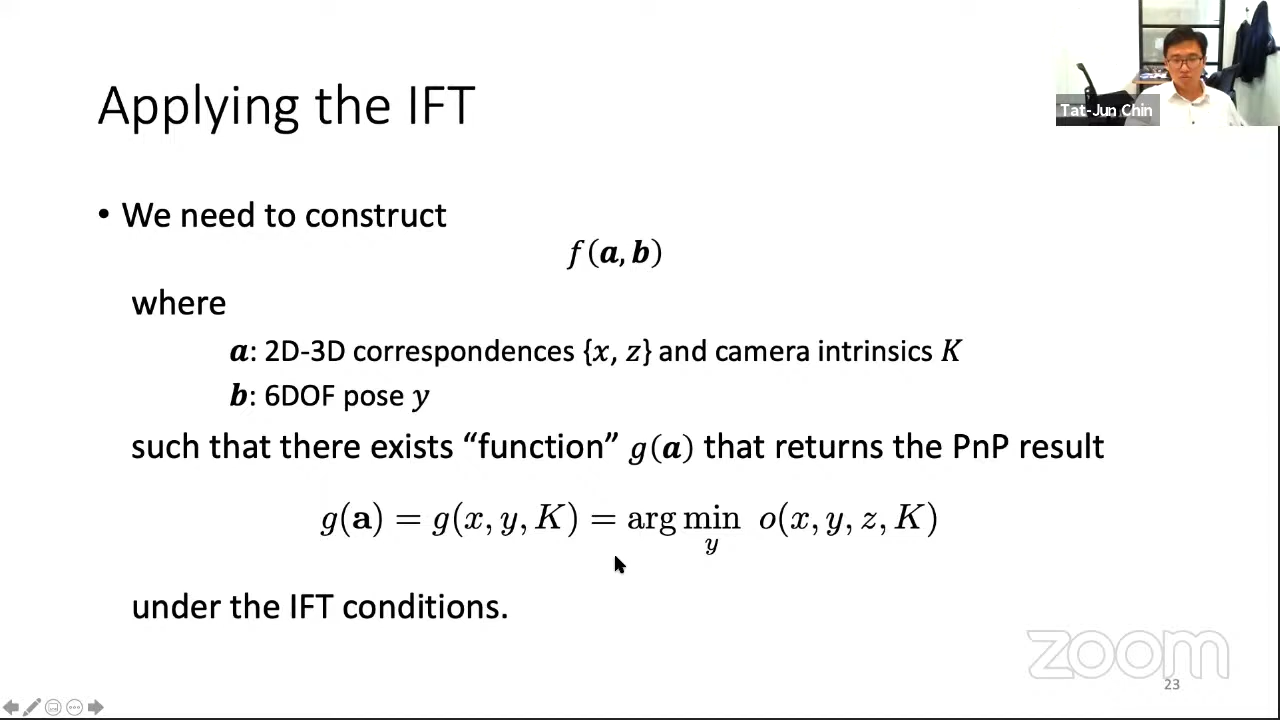 Applying the IFT
Tat-Jun Chin
• We need to construct
f(a, b)
where
a: 2D-3D correspondences {x, z} and camera intrinsics K
b: 6DOF pose y
such that there exists “function” g(a) that returns the PnP result
g(a) = g(x, y, K) = arg min o(x, y, z, K)
y
under the IFT conditions.
zoom
23